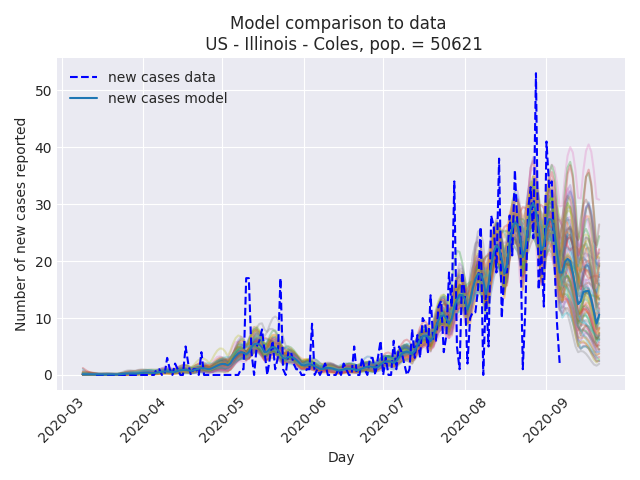 Model comparison to data
US - Illinois - Coles, pop. = 50621
new cases data
new cases model
Number of new cases reported
50
40
30
20
10
0
2020-03
2020-04
2020-05
2020-06
2020-07
2020-08
2020-09
Day